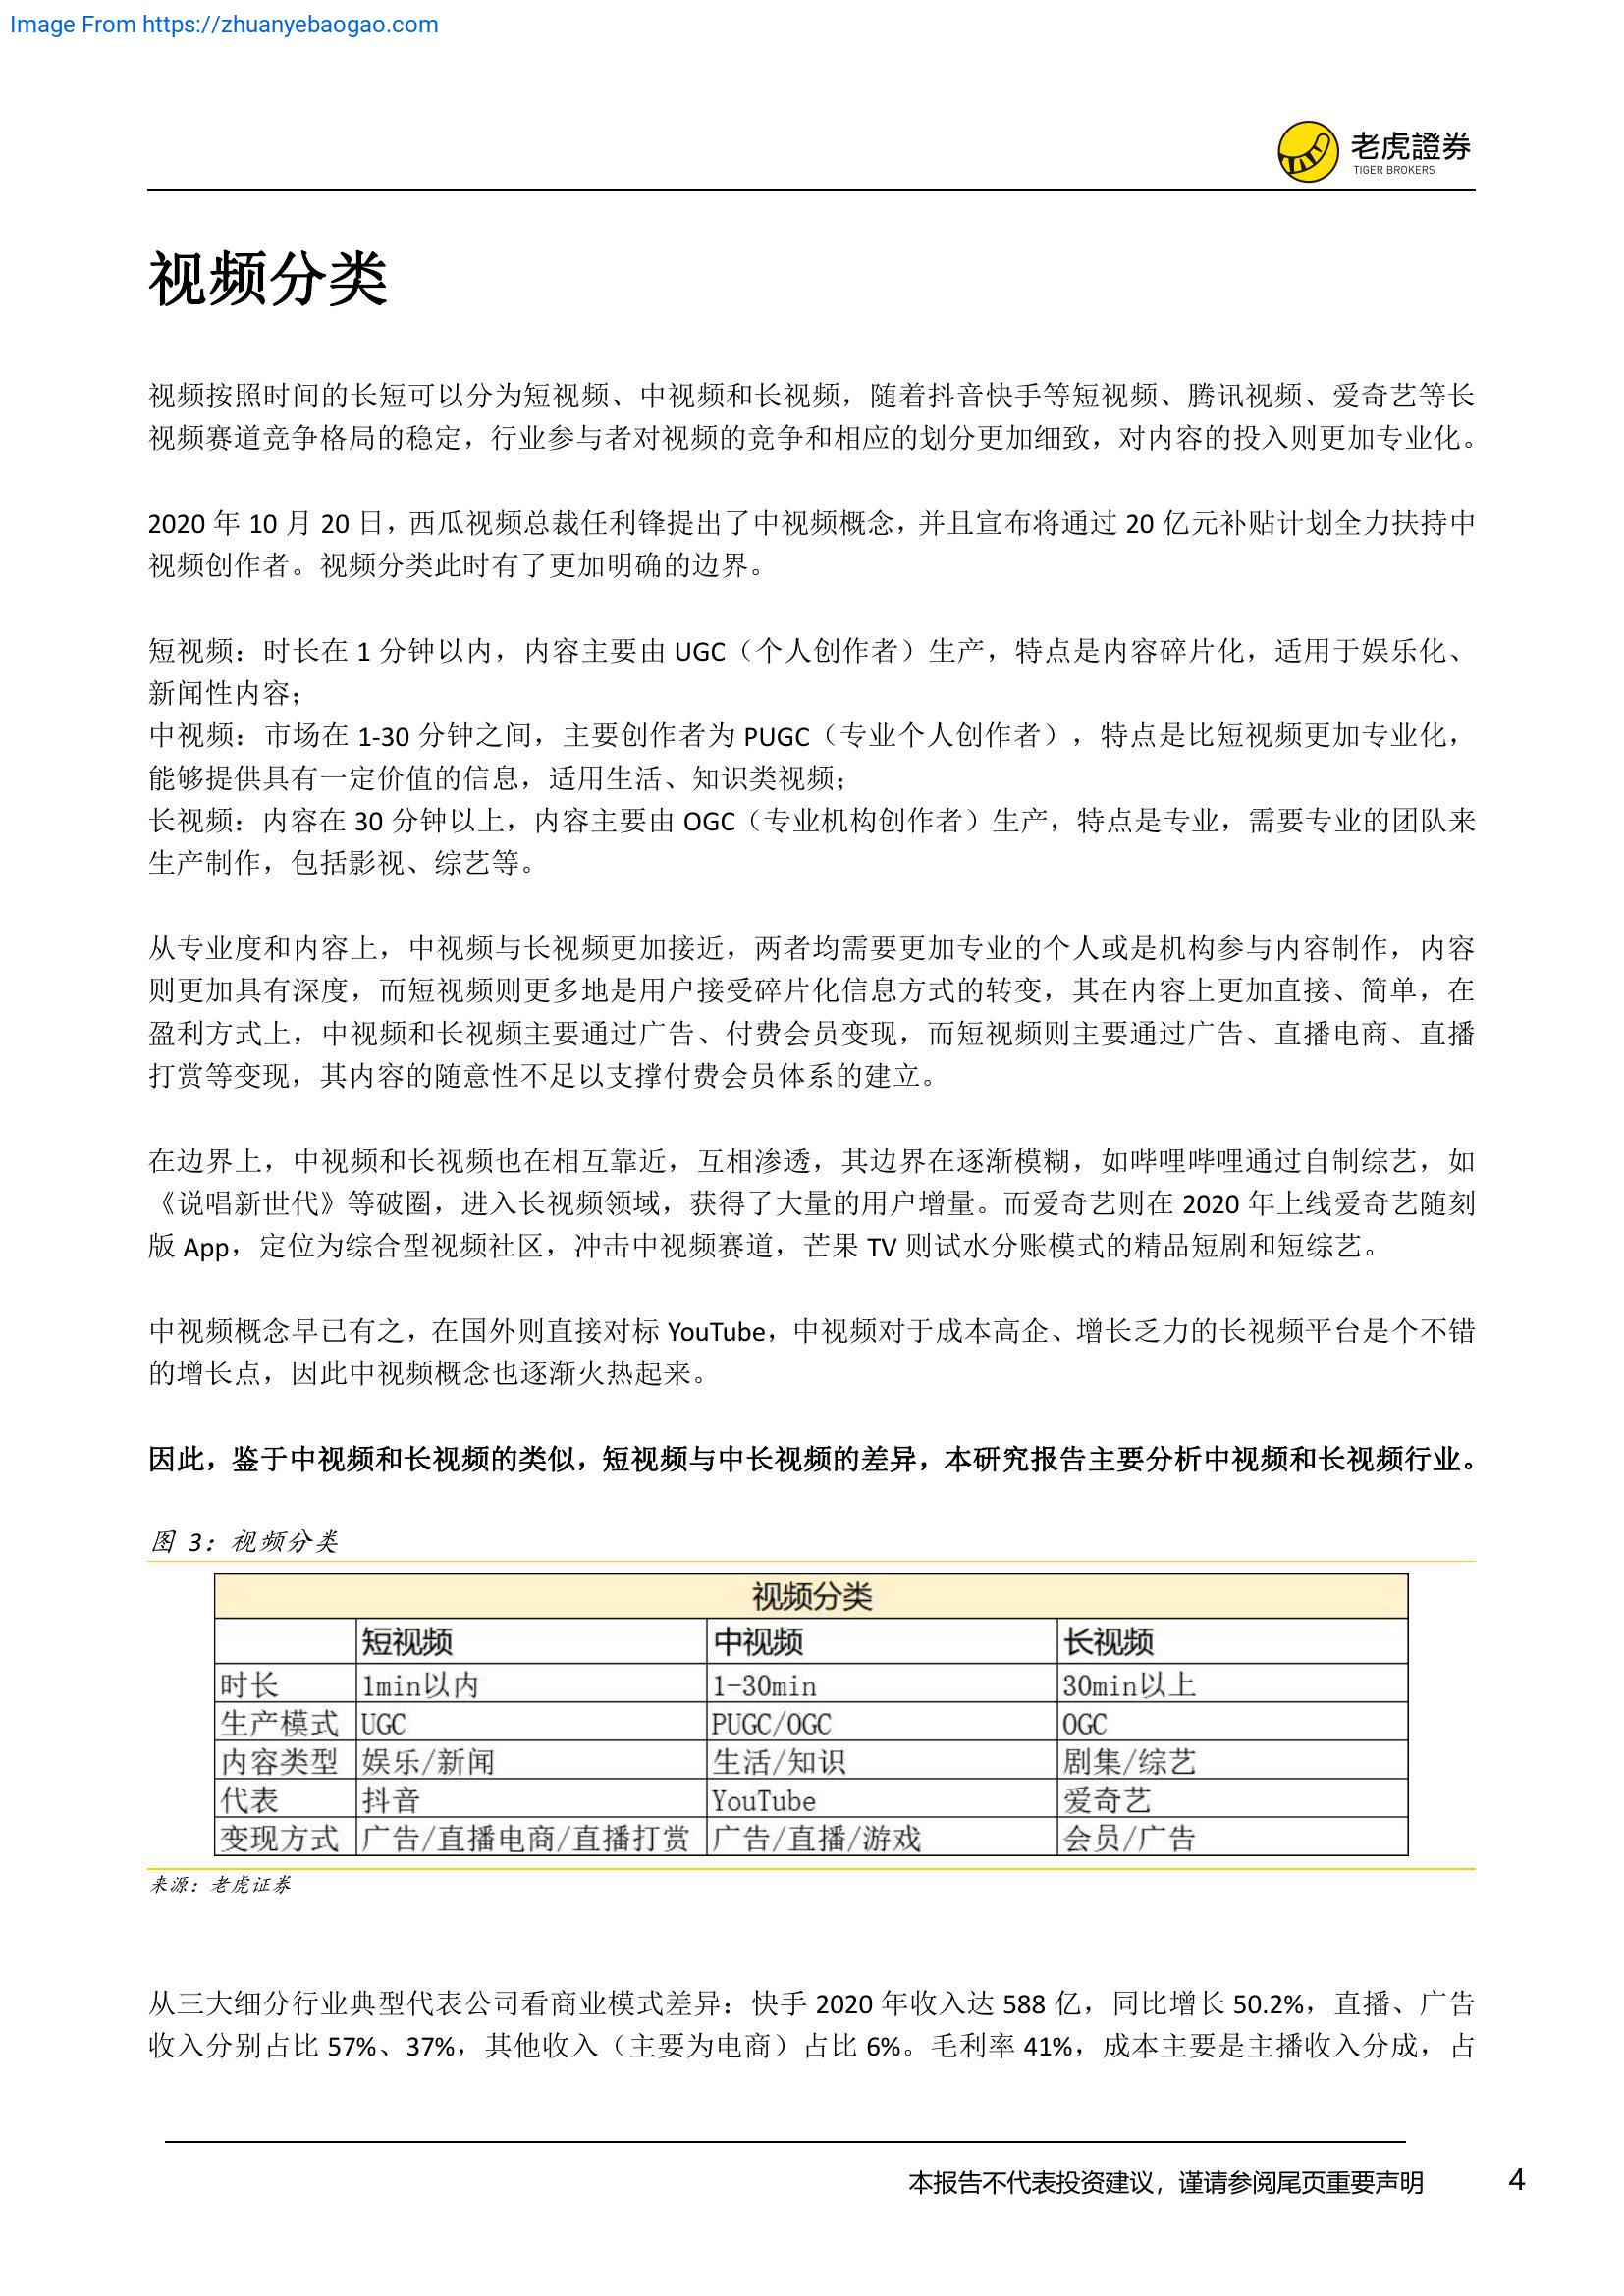 Image From https://zhuanyebaogao.com
老虎證券
TIGER BROKERS
视频分类
视频按照时间的长短可以分为短视频、中视频和长视频，随着抖音快手等短视频、腾讯视频、爱奇艺等长
视频赛道竞争格局的稳定，行业参与者对视频的竞争和相应的划分更加细致，对内容的投入则更加专业化。
2020 年 10 月 20 日，西瓜视频总裁任利锋提出了中视频概念，并且宣布将通过 20 亿元补贴计划全力扶持中
视频创作者。视频分类此时有了更加明确的边界。
短视频：时长在 1 分钟以内，内容主要由 UGC（个人创作者）生产，特点是内容碎片化，适用于娱乐化、
新闻性内容；
中视频：市场在 1-30 分钟之间，主要创作者为 PUGC（专业个人创作者），特点是比短视频更加专业化，
能够提供具有一定价值的信息，适用生活、知识类视频；
长视频：内容在 30 分钟以上，内容主要由 OGC（专业机构创作者）生产，特点是专业，需要专业的团队来
生产制作，包括影视、综艺等。
从专业度和内容上，中视频与长视频更加接近，两者均需要更加专业的个人或是机构参与内容制作，内容
则更加具有深度，而短视频则更多地是用户接受碎片化信息方式的转变，其在内容上更加直接、简单，在
盈利方式上，中视频和长视频主要通过广告、付费会员变现，而短视频则主要通过广告、直播电商、直播
打赏等变现，其内容的随意性不足以支撑付费会员体系的建立。
在边界上，中视频和长视频也在相互靠近，互相渗透，其边界在逐渐模糊，如哔哩哔哩通过自制综艺，如
《说唱新世代》等破圈，进入长视频领域，获得了大量的用户增量。而爱奇艺则在 2020 年上线爱奇艺随刻
版 App，定位为综合型视频社区，冲击中视频赛道，芒果 TV 则试水分账模式的精品短剧和短综艺。
中视频概念早已有之，在国外则直接对标 YouTube，中视频对于成本高企、增长乏力的长视频平台是个不错
的增长点，因此中视频概念也逐渐火热起来。
因此，鉴于中视频和长视频的类似，短视频与中长视频的差异，本研究报告主要分析中视频和长视频行业。
图 3：视频分类
视频分类
短视频 中视频 长视频
时长 1min以内 1-30min 30min以上
生产模式 UGC PUGC/OGC OGC
内容类型 娱乐/新闻 生活/知识 剧集/综艺
代表 抖音 YouTube 爱奇艺
变现方式 广告/直播电商/直播打赏 广告/直播/游戏 会员/广告
来源：老虎证券
从三大细分行业典型代表公司看商业模式差异：快手 2020 年收入达 588 亿，同比增长 50.2%，直播、广告
收入分别占比 57%、37%，其他收入（主要为电商）占比 6%。毛利率 41%，成本主要是主播收入分成，占
本报告不代表投资建议，谨请参阅尾页重要声明 4